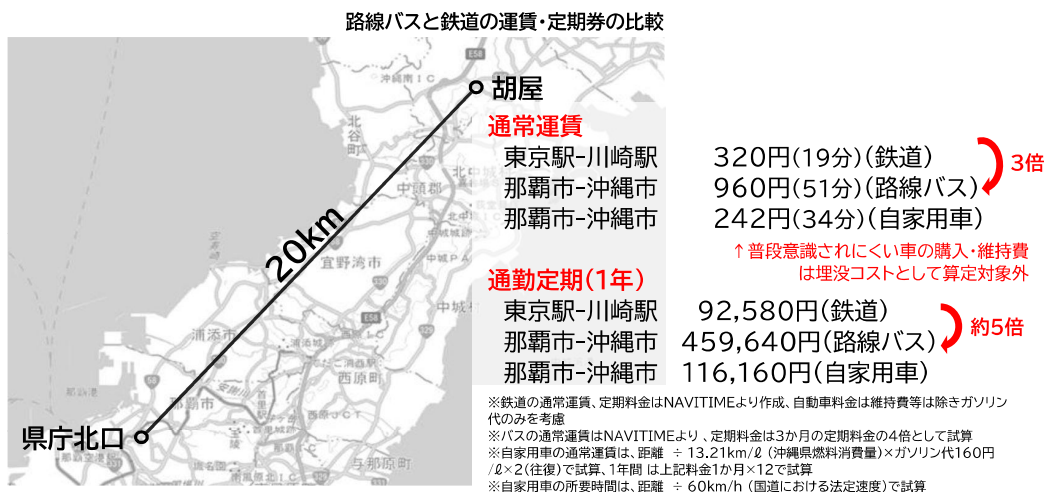 路線バスと鉄道の運賃・定期券の比較
E58
沖縄南IC
胡屋
北谷町
通常運賃
東京駅-川崎駅 320円(19分)(鉄道)
3倍
那覇市-沖縄市 960円(51分)(路線バス)
那覇市-沖縄市 242円(34分)(自家用車)
330
中頭郡
20km
宜野湾市
中城PA
↑普段意識されにくい車の購入・維持費
は埋没コストとして算定対象外
通勤定期(1年)
東京駅-川崎駅 92,580円(鉄道)
約5倍
那覇市-沖縄市 459,640円(路線バス)
那覇市-沖縄市 116,160円(自家用車)
E58
329
浦添市
西原町
58
那覇市
西原JCT
県庁北口
与那原町
※鉄道の通常運賃、定期料金はNAVITIMEより作成、自動車料金は維持費等は除きガソリン
代のみを考慮
※バスの通常運賃はNAVITIMEより、定期料金は3か月の定期料金の4倍として試算
※自家用車の通常運賃は、距離 ÷ 13.21km/ℓ (沖縄県燃料消費量)×ガソリン代160円
/ℓ×2(往復)で試算、1年間 は上記料金1か月×12で試算
※自家用車の所要時間は、距離 ÷ 60km/h (国道における法定速度)で試算